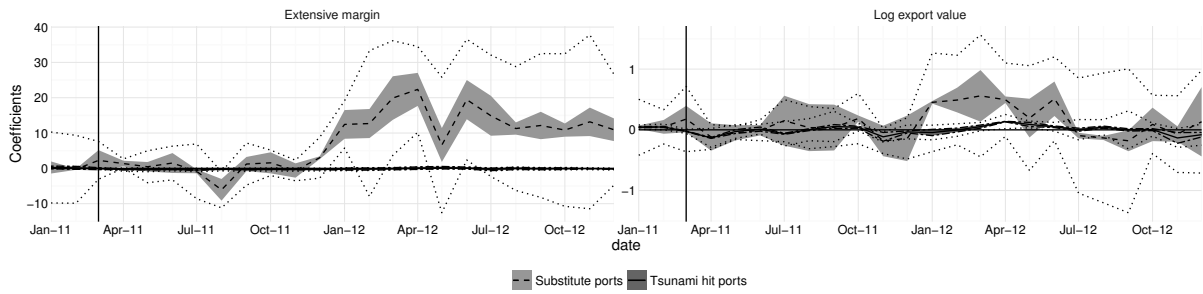 Extensive margin
Log export value
Coefficients
40
30
20
10
0
−10
1
0
−1
Jan−11 Apr−11 Jul−11 Oct−11 Jan−12 Apr−12 Jul−12 Oct−12
Jan−11 Apr−11 Jul−11 Oct−11 Jan−12 Apr−12 Jul−12 Oct−12
date
Substitute ports Tsunami hit ports